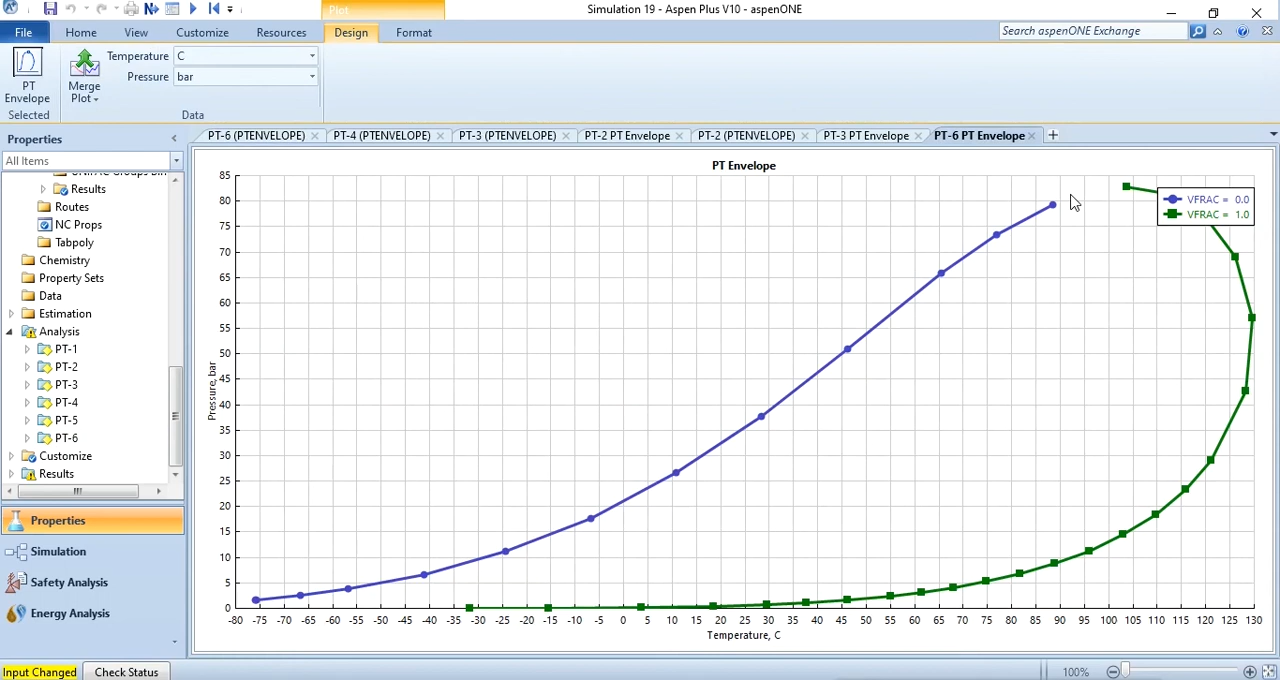 Plot
Simulation 19 - Aspen Plus V10 - aspenONE
File
Home
View
Customize
Resources
Design
Format
Search aspenONE Exchange
PT
Envelope
Selected
Merge
Plot
Temperature C
Pressure bar
Data
Properties
All Items
Results
Routes
NC Props
Tabpoly
Chemistry
Property Sets
Data
Estimation
Analysis
PT-1
PT-2
PT-3
PT-4
PT-5
PT-6
Customize
Results
Properties
Simulation
Safety Analysis
Energy Analysis
PT-6 (PTENVELOPE)
PT-4 (PTENVELOPE)
PT-3 (PTENVELOPE)
PT-2 PT Envelope
PT-2 (PTENVELOPE)
PT-3 PT Envelope
PT-6 PT Envelope
PT Envelope
VFRAC = 0.0
VFRAC = 1.0
Pressure, bar
85
80
75
70
65
60
55
50
45
40
35
30
25
20
15
10
5
0
-80 -75 -70 -65 -60 -55 -50 -45 -40 -35 -30 -25 -20 -15 -10 -5 0 5 10 15 20 25 30 35 40 45 50 55 60 65 70 75 80 85 90 95 100 105 110 115 120 125 130
Temperature, C
Input Changed
Check Status
100%